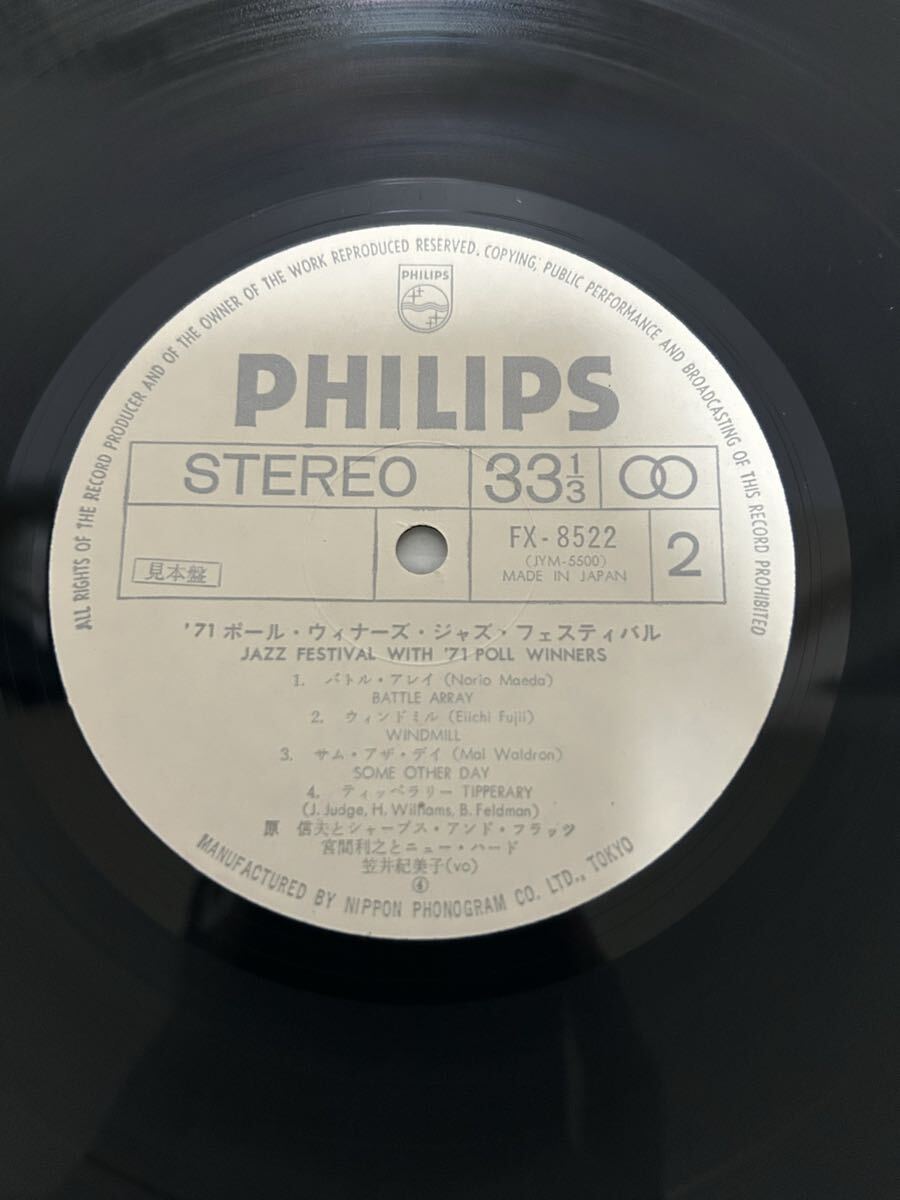 ALL RIGHTS OF THE RECORD PRODUCER AND OF THE OWNER OF THE WORK REPRODUCED RESERVED. COPYING, PUBLIC PERFORMANCE AND BROADCASTING OF THIS RECORD PROHIBITED
PHILIPS
PHILIPS
STEREO 33 1/3
FX-8522 2
(JYM-5500)
見本盤 MADE IN JAPAN
'71 ポール・ウィナーズ・ジャズ・フェスティバル
JAZZ FESTIVAL WITH '71 POLL WINNERS
1. バトル・アレイ (Norio Maeda)
BATTLE ARRAY
2. ウィンドミル (Eiichi Fujii)
WINDMILL
3. サム・アザ・デイ (Mal Waldron)
SOME OTHER DAY
4. ティッペラリー TIPPERARY
(J. Judge, H. Williams, B. Feldman)
原 信夫とシャープス・アンド・フラッツ
宮間利之とニュー・ハード
笠井紀美子(vo)
④
MANUFACTURED BY NIPPON PHONOGRAM CO. LTD., TOKYO